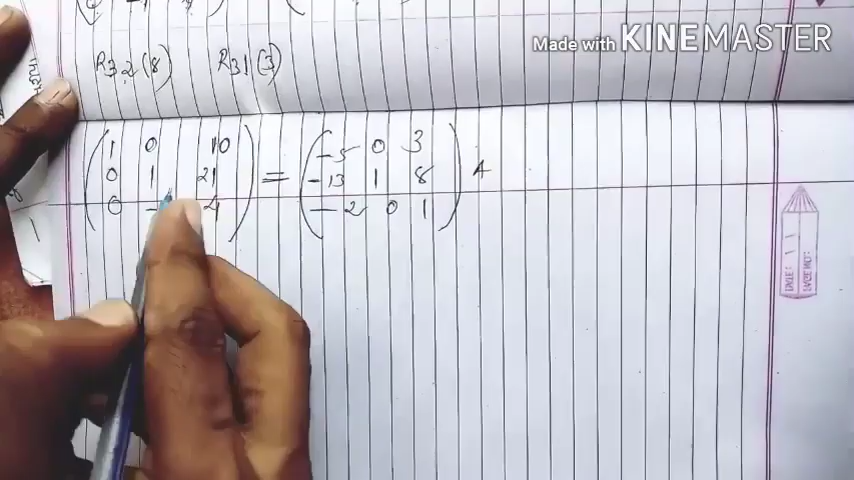 Made with KINEMASTER
R32(8) R31(3)
1 0 10 -5 0 3
0 1 21 = -13 1 8 A
0 4 -2 0 1
DATE: